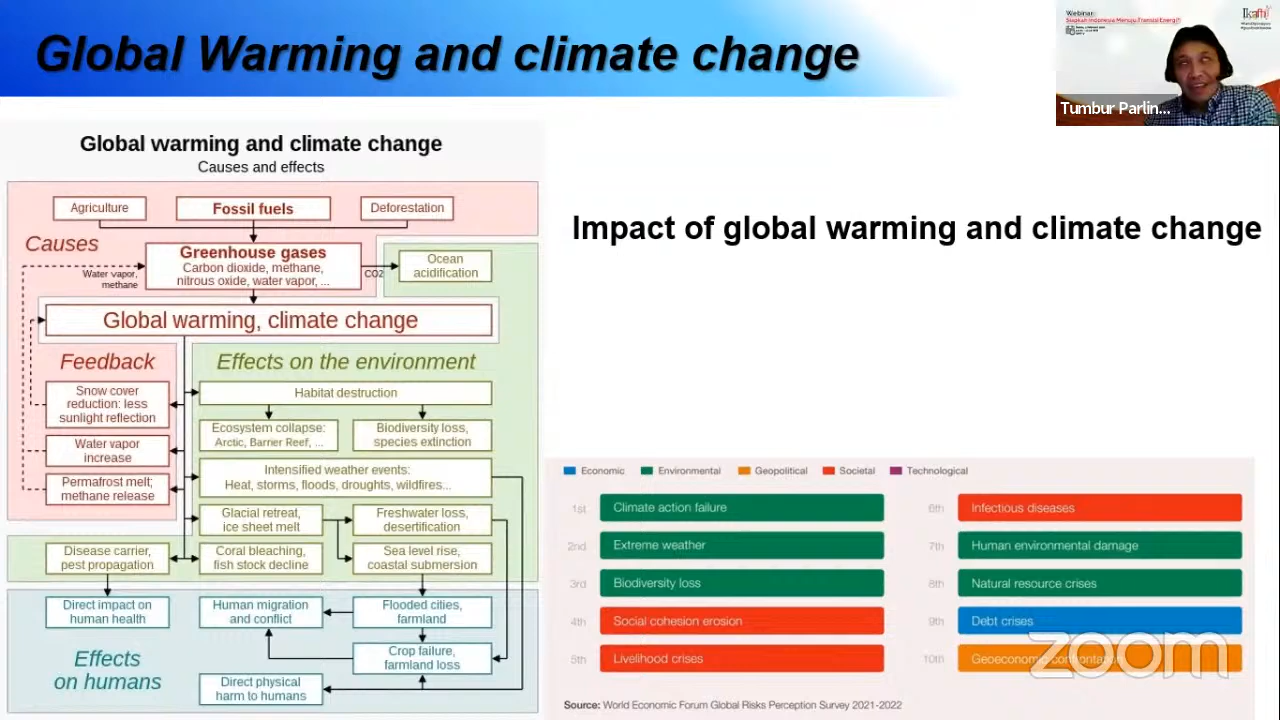 Global Warming and climate change
Webinar:
Siapkah Indonesia Menuju Transisi Energi?
Tumbur Parlin...
Global warming and climate change
Causes and effects
Agriculture
Fossil fuels
Deforestation
Causes
Greenhouse gases
Carbon dioxide, methane,
nitrous oxide, water vapor, ...
Water vapor,
methane
CO2
Ocean
acidification
Global warming, climate change
Feedback
Effects on the environment
Snow cover
reduction: less
sunlight reflection
Habitat destruction
Ecosystem collapse:
Arctic, Barrier Reef, ...
Biodiversity loss,
species extinction
Water vapor
increase
Intensified weather events:
Heat, storms, floods, droughts, wildfires...
Permafrost melt;
methane release
Glacial retreat,
ice sheet melt
Freshwater loss,
desertification
Disease carrier,
pest propagation
Coral bleaching,
fish stock decline
Sea level rise,
coastal submersion
Direct impact on
human health
Human migration
and conflict
Flooded cities,
farmland
Effects
on humans
Crop failure,
farmland loss
Direct physical
harm to humans
Impact of global warming and climate change
Economic Environmental Geopolitical Societal Technological
1st Climate action failure
2nd Extreme weather
3rd Biodiversity loss
4th Social cohesion erosion
5th Livelihood crises
6th Infectious diseases
7th Human environmental damage
8th Natural resource crises
9th Debt crises
10th Geoeconomic confrontation
Source: World Economic Forum Global Risks Perception Survey 2021-2022
zoom